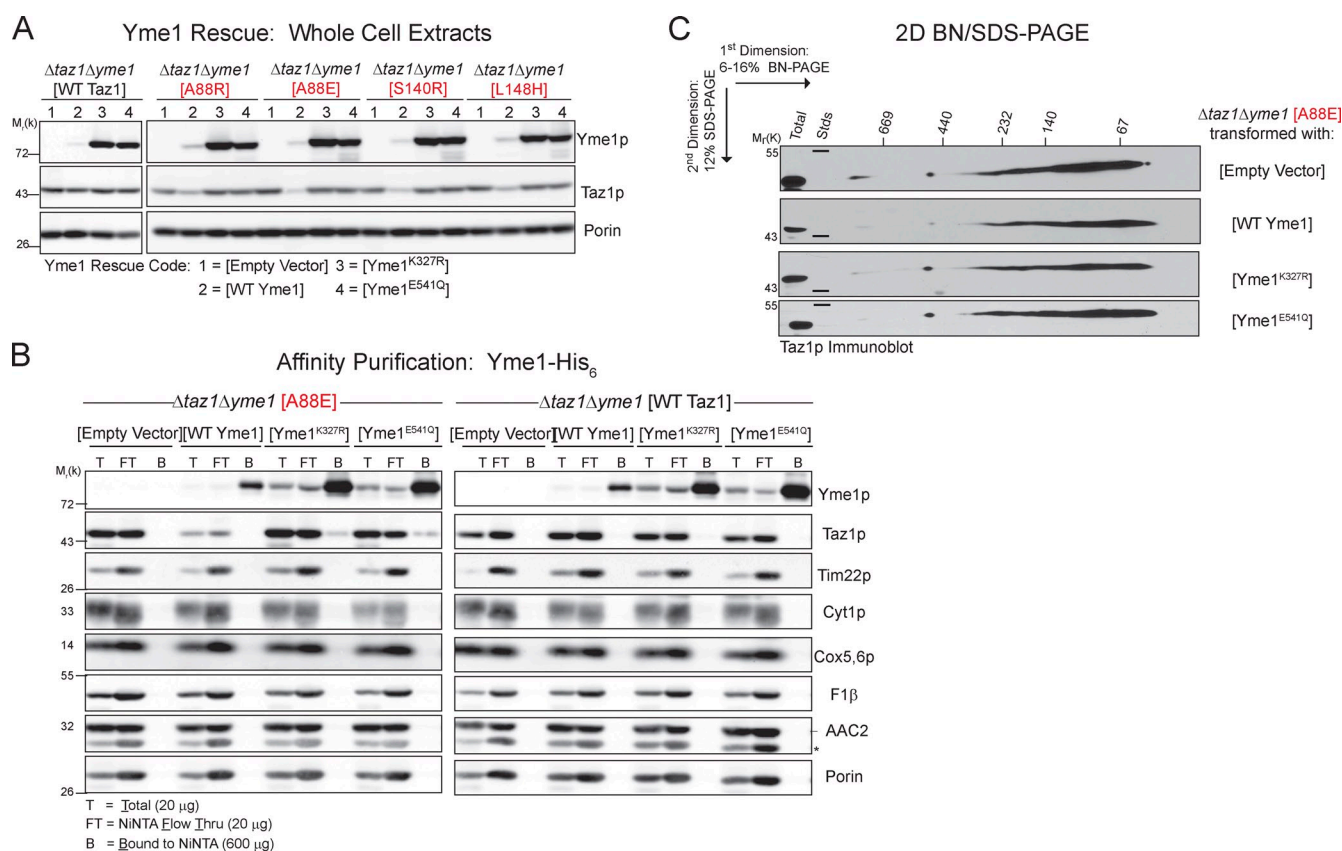 A
Yme1 Rescue: Whole Cell Extracts
Δtaz1Δyme1 Δtaz1Δyme1 Δtaz1Δyme1 Δtaz1Δyme1 Δtaz1Δyme1
[WT Taz1] [A88R] [A88E] [S140R] [L148H]
1 2 3 4 1 2 3 4 1 2 3 4 1 2 3 4 1 2 3 4
Mr(k)
72
Yme1p
43
Taz1p
26
Porin
Yme1 Rescue Code: 1 = [Empty Vector] 3 = [Yme1K327R]
2 = [WT Yme1] 4 = [Yme1E541Q]
C
2D BN/SDS-PAGE
1st Dimension:
6-16% BN-PAGE
2nd Dimension:
12% SDS-PAGE
Total Stds 669 440 232 140 67
Δtaz1Δyme1 [A88E]
transformed with:
Mr(K)
55
[Empty Vector]
43
[WT Yme1]
43
[Yme1K327R]
55
[Yme1E541Q]
Taz1p Immunoblot
B
Affinity Purification: Yme1-His6
Δtaz1Δyme1 [A88E] Δtaz1Δyme1 [WT Taz1]
[Empty Vector] [WT Yme1] [Yme1K327R] [Yme1E541Q] [Empty Vector] [WT Yme1] [Yme1K327R] [Yme1E541Q]
T FT B T FT B T FT B T FT B T FT B T FT B T FT B T FT B
Mr(k)
72
Yme1p
43
Taz1p
26
Tim22p
33
Cyt1p
14
Cox5,6p
55
F1β
32
AAC2
*
26
Porin
T = Total (20 μg)
FT = NiNTA Flow Thru (20 μg)
B = Bound to NiNTA (600 μg)